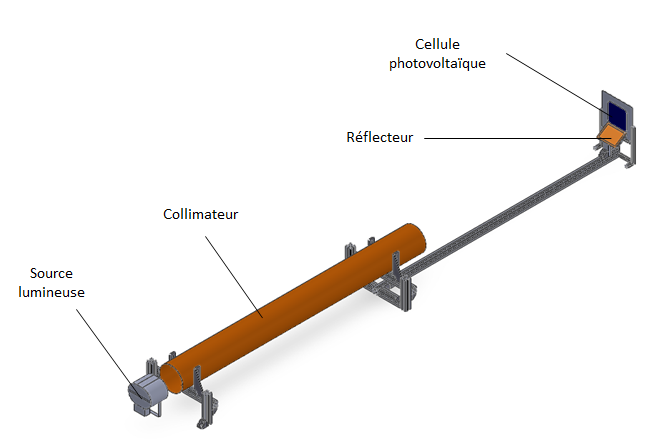 Cellule
photovoltaïque
Réflecteur
Collimateur
Source
lumineuse